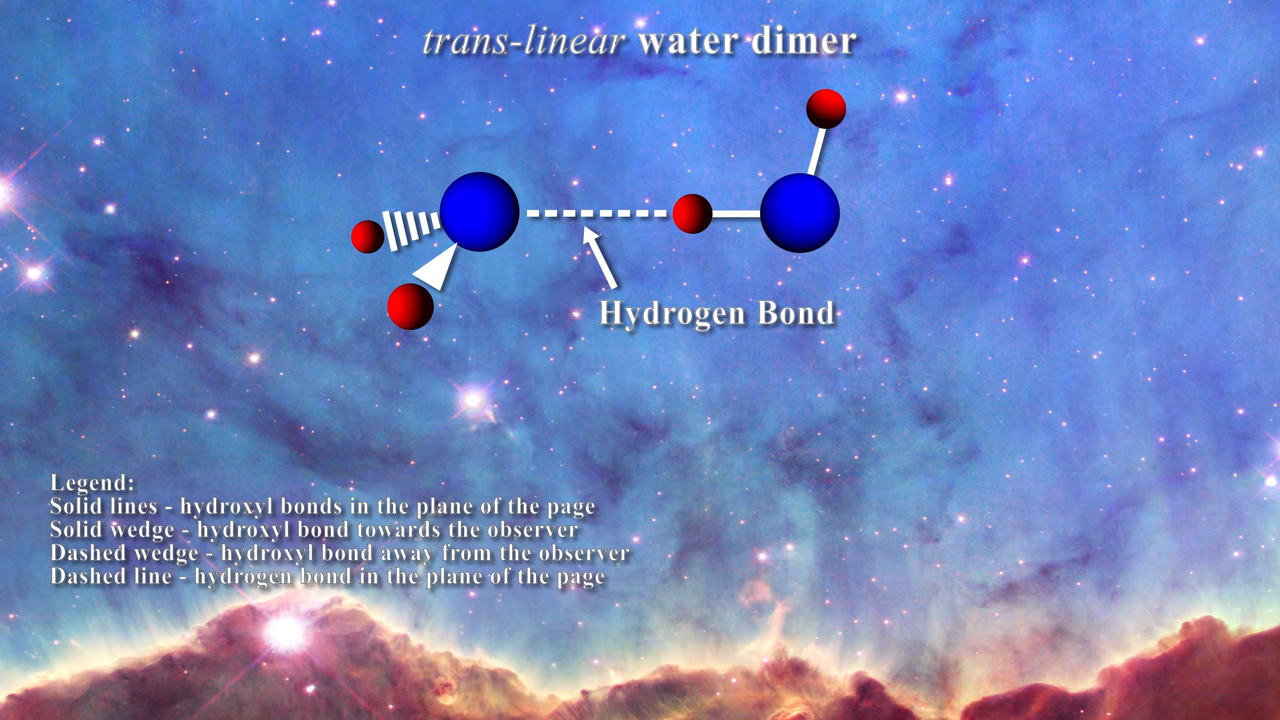 trans-linear water dimer
Hydrogen Bond
Legend:
Solid lines - hydroxyl bonds in the plane of the page
Solid wedge - hydroxyl bond towards the observer
Dashed wedge - hydroxyl bond away from the observer
Dashed line - hydrogen bond in the plane of the page